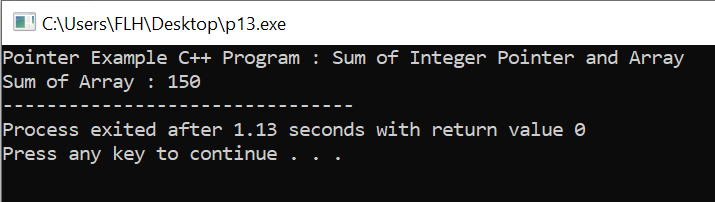 C:\Users\FLH\Desktop\p13.exe
Pointer Example C++ Program : Sum of Integer Pointer and Array
Sum of Array : 150
--------------------------------
Process exited after 1.13 seconds with return value 0
Press any key to continue . . .